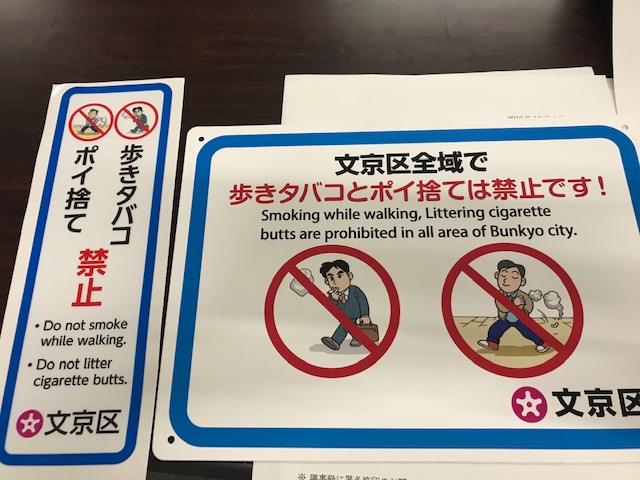 歩きタバコ
ポイ捨て
禁止
・Do not smoke
while walking.
・Do not litter
cigarette butts.
文京区
文京区全域で
歩きタバコとポイ捨ては禁止です！
Smoking while walking, Littering cigarette
butts are prohibited in all area of Bunkyo city.
文京区